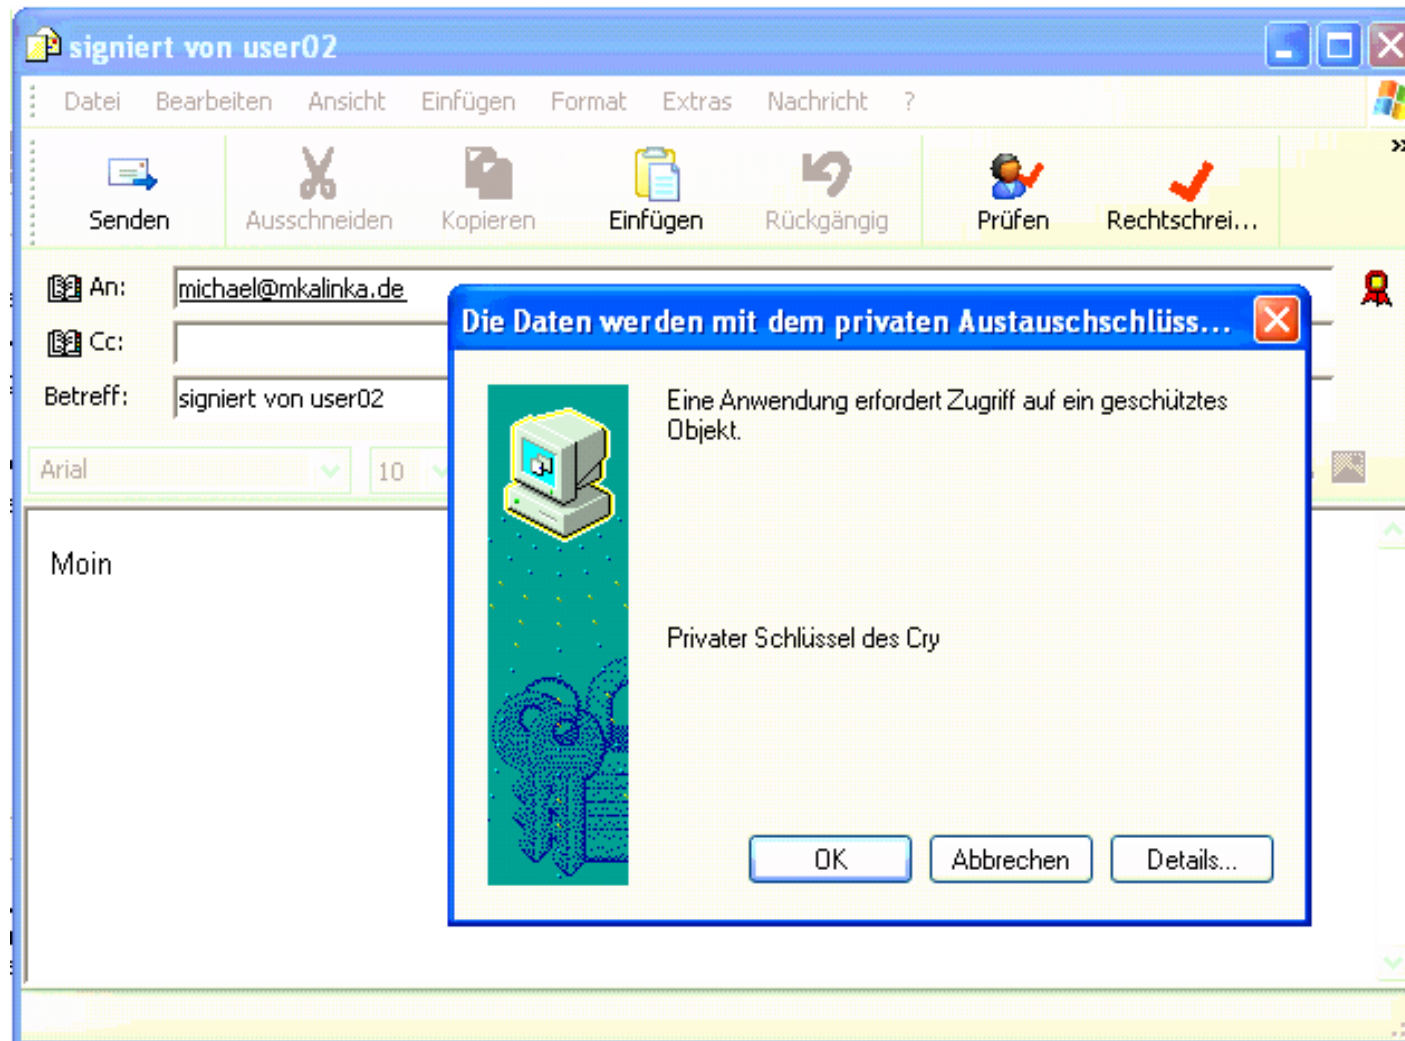 signiert von user02
Datei Bearbeiten Ansicht Einfügen Format Extras Nachricht ?
Senden Ausschneiden Kopieren Einfügen Rückgängig Prüfen Rechtschrei... »
An: michael@mkalinka.de
Cc:
Betreff: signiert von user02
Arial 10
Moin
Die Daten werden mit dem privaten Austauschschlüss...
Eine Anwendung erfordert Zugriff auf ein geschütztes
Objekt.
Privater Schlüssel des Cry
OK Abbrechen Details...